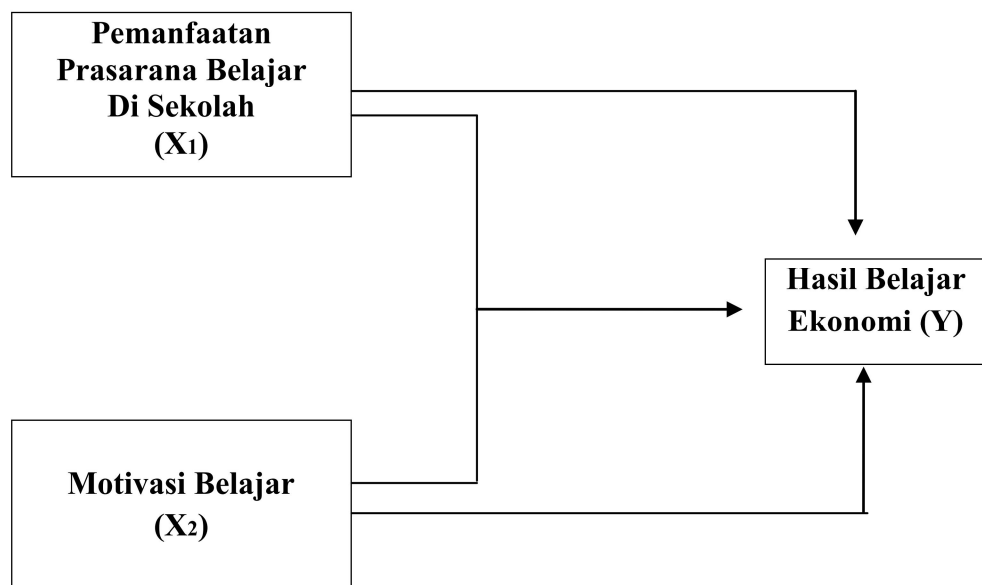 Pemanfaatan
Prasarana Belajar
Di Sekolah
(X1)
Hasil Belajar
Ekonomi (Y)
Motivasi Belajar
(X2)